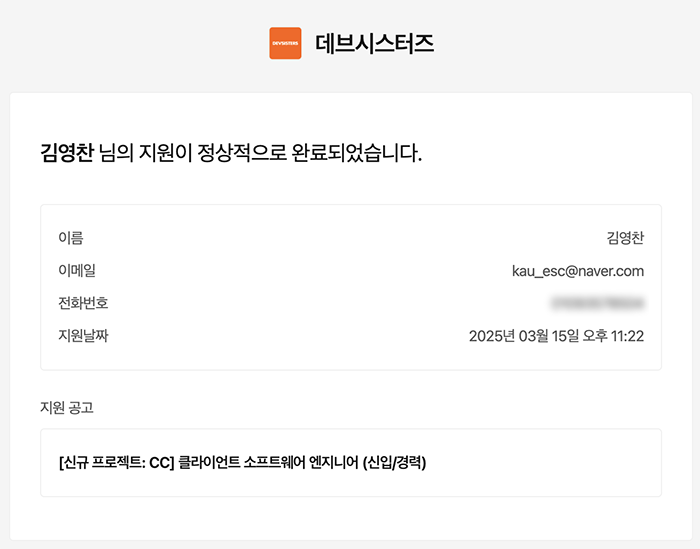 DEVSISTERS
데브시스터즈
김영찬 님의 지원이 정상적으로 완료되었습니다.
이름 김영찬
이메일 kau_esc@naver.com
전화번호
지원날짜 2025년 03월 15일 오후 11:22
지원 공고
[신규 프로젝트: CC] 클라이언트 소프트웨어 엔지니어 (신입/경력)